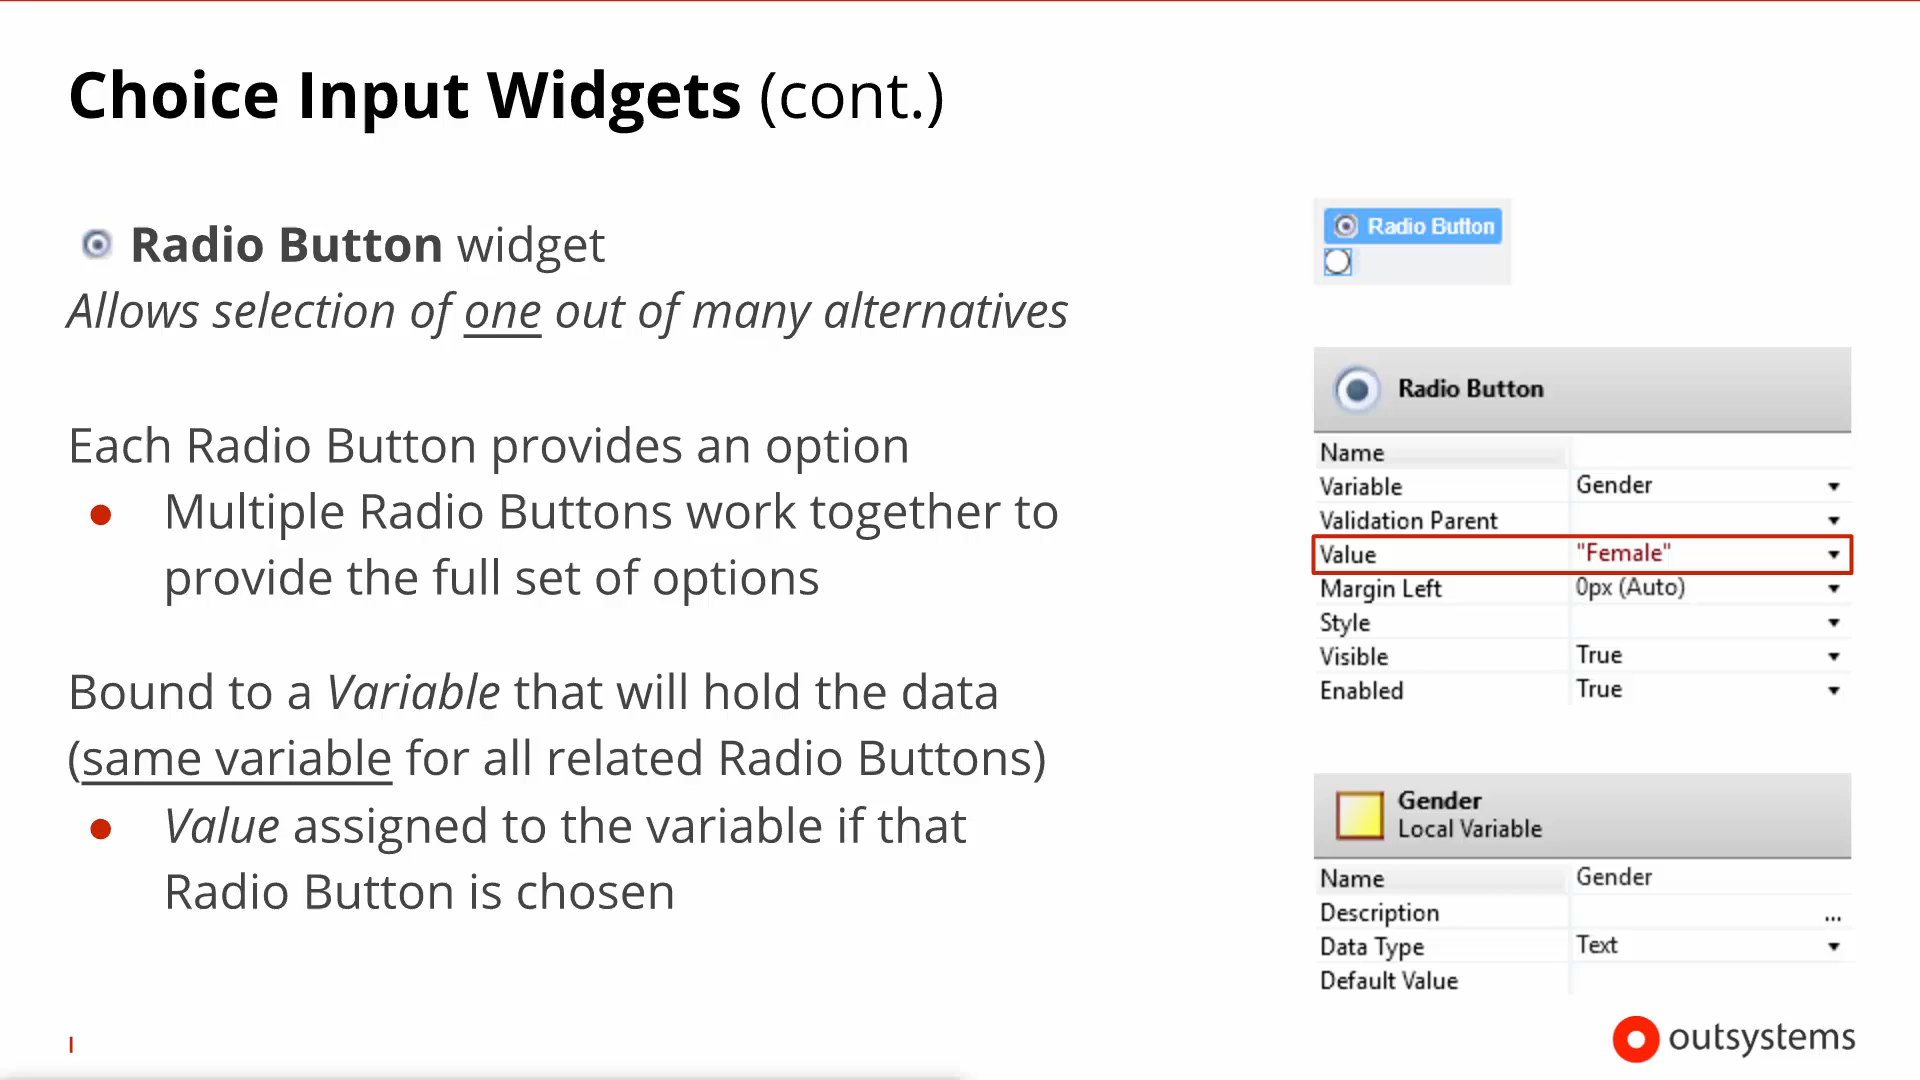 Choice Input Widgets (cont.)
Radio Button widget
Allows selection of one out of many alternatives
Each Radio Button provides an option
● Multiple Radio Buttons work together to
provide the full set of options
Bound to a Variable that will hold the data
(same variable for all related Radio Buttons)
● Value assigned to the variable if that
Radio Button is chosen
Radio Button
Radio Button
Name
Variable Gender
Validation Parent
Value "Female"
Margin Left 0px (Auto)
Style
Visible True
Enabled True
Gender
Local Variable
Name Gender
Description ...
Data Type Text
Default Value
I
outsystems